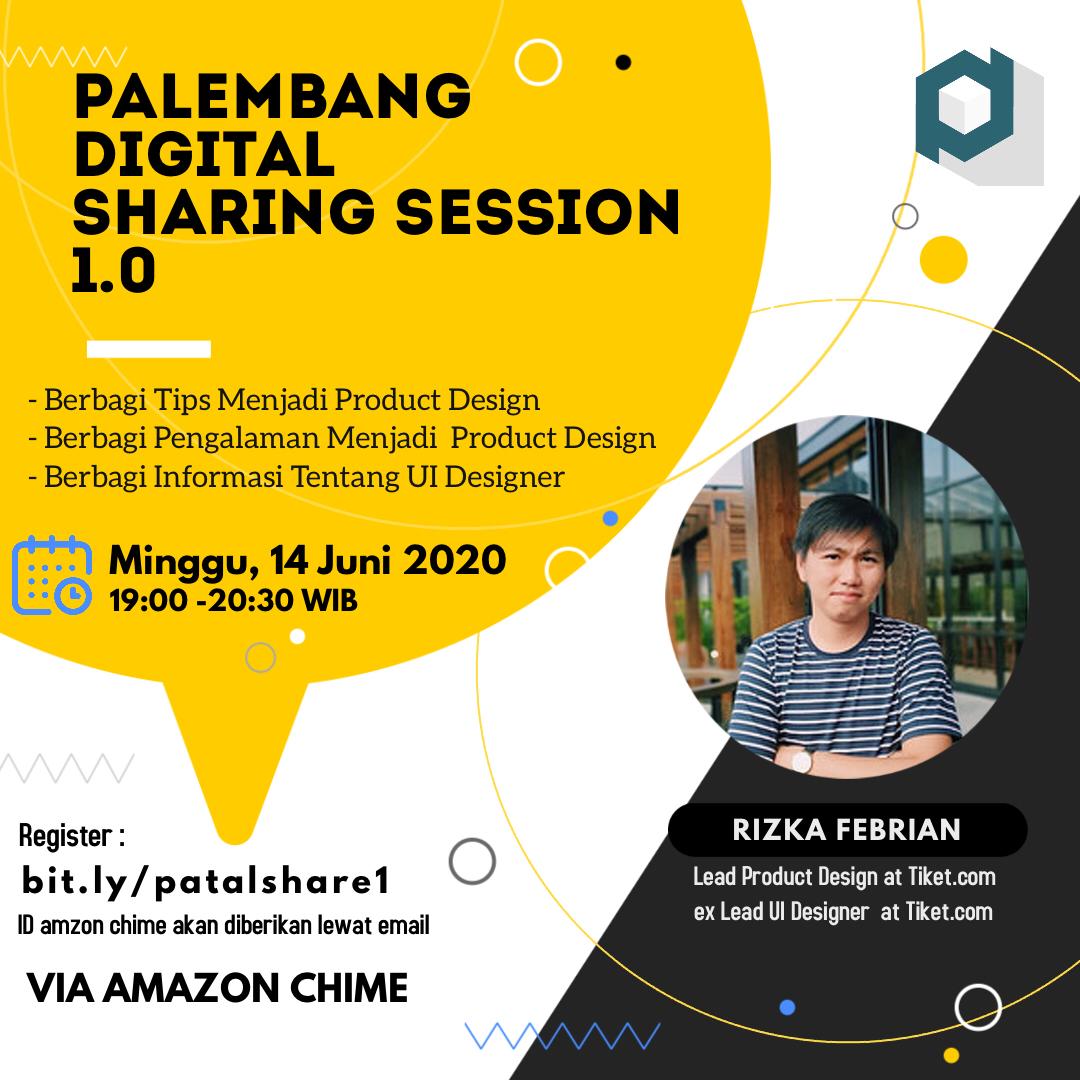 PALEMBANG
DIGITAL
SHARING SESSION
1.0
- Berbagi Tips Menjadi Product Design
- Berbagi Pengalaman Menjadi Product Design
- Berbagi Informasi Tentang UI Designer
Minggu, 14 Juni 2020
19:00 -20:30 WIB
Register :
bit.ly/patalshare1
ID amzon chime akan diberikan lewat email
VIA AMAZON CHIME
RIZKA FEBRIAN
Lead Product Design at Tiket.com
ex Lead UI Designer at Tiket.com